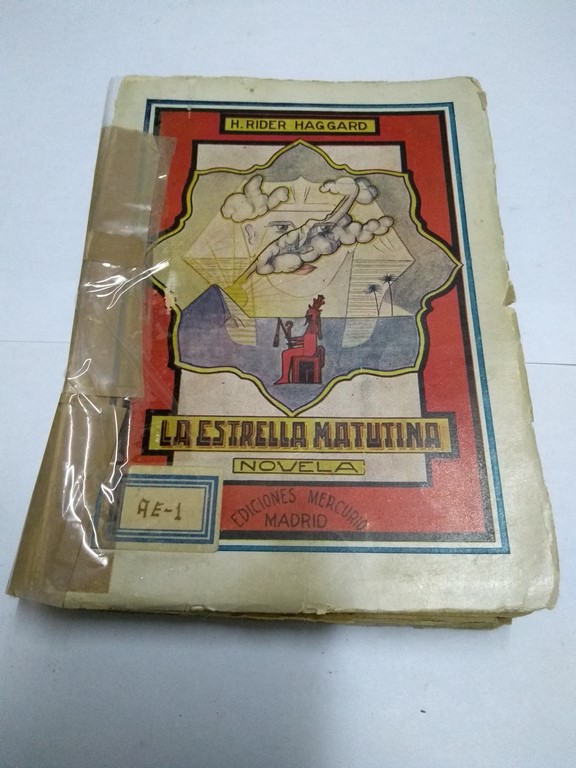 H. RIDER HAGGARD
LA ESTRELLA MATUTINA
NOVELA
EDICIONES MERCURIO
MADRID
AE-1